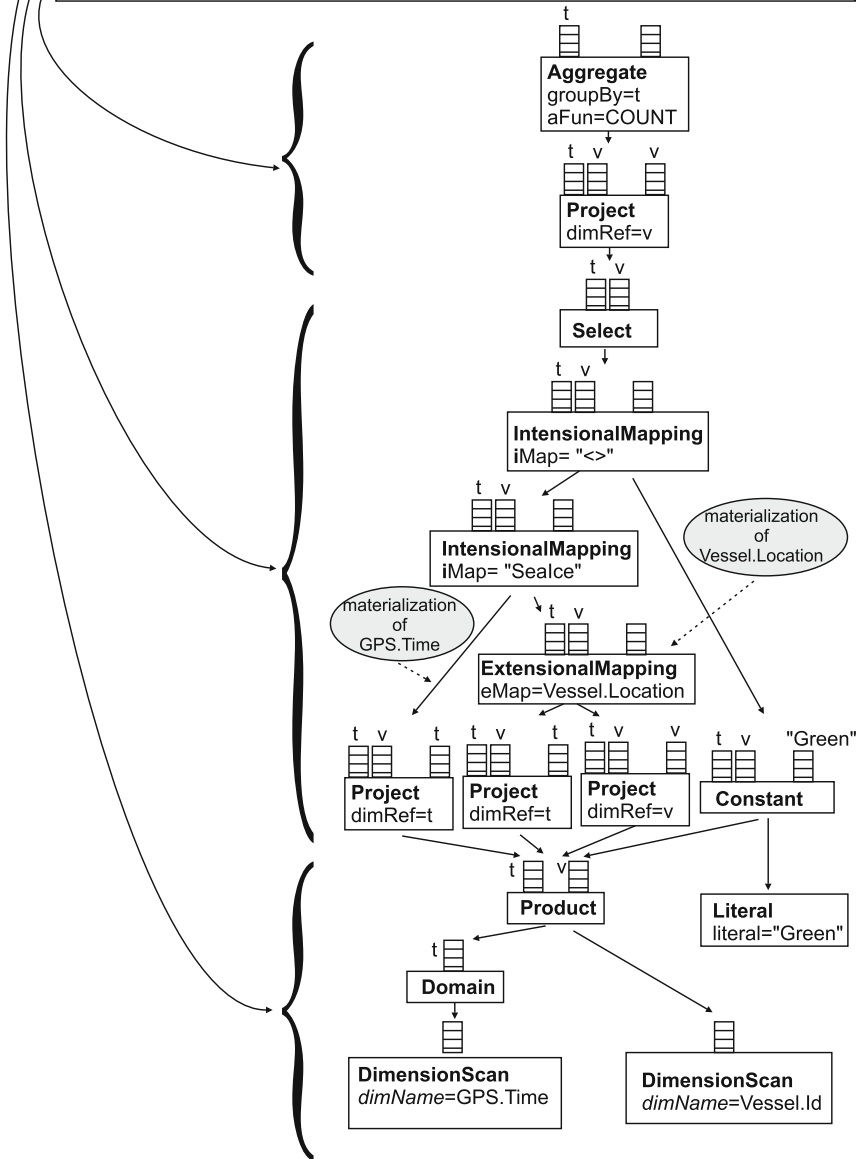 t
Aggregate
groupBy=t
aFun=COUNT
t v v
Project
dimRef=v
t v
Select
t v
IntensionalMapping
iMap= "<>"
t v
IntensionalMapping
iMap= "SeaIce"
materialization
of
Vessel.Location
materialization
of
GPS.Time
t v
ExtensionalMapping
eMap=Vessel.Location
t v t
Project
dimRef=t
t v t
Project
dimRef=t
t v v
Project
dimRef=v
t v "Green"
Constant
t v
Product
Literal
literal="Green"
t
Domain
DimensionScan
dimName=GPS.Time
DimensionScan
dimName=Vessel.Id